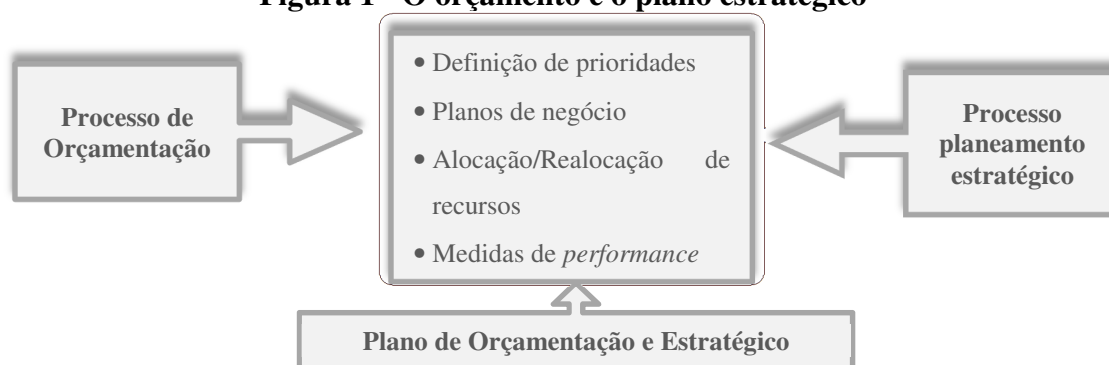 Figura 1 - O orçamento e o plano estratégico
Processo de
Orçamentação
• Definição de prioridades
• Planos de negócio
• Alocação/Realocação de
recursos
• Medidas de performance
Processo
planeamento
estratégico
Plano de Orçamentação e Estratégico